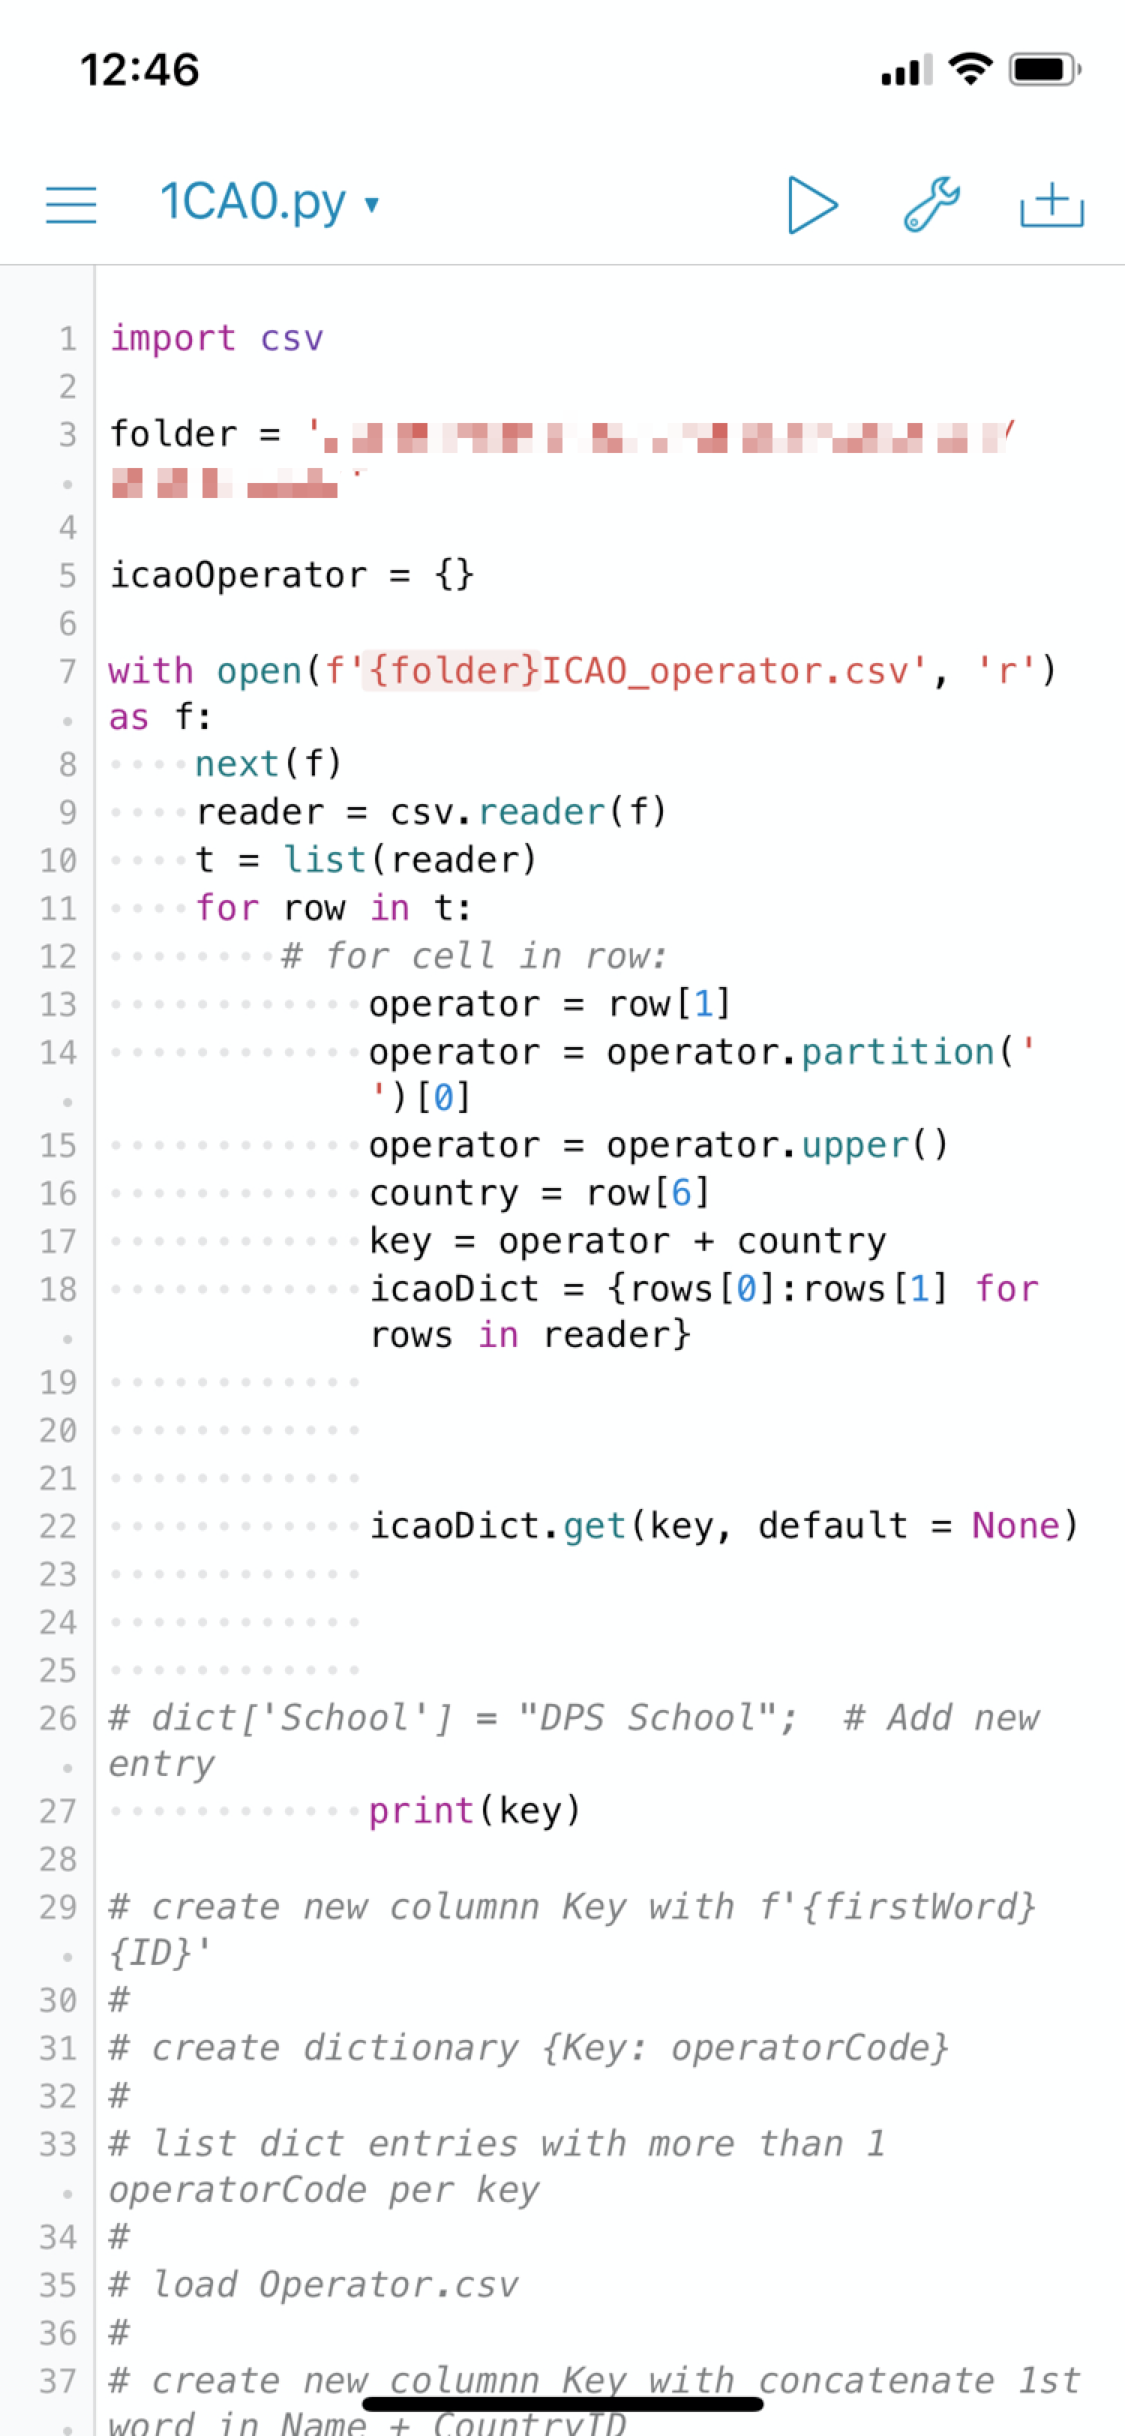 12:46
1CA0.py ▾
1 import csv
2
3 folder = '
4
5 icaoOperator = {}
6
7 with open(f'{folder}ICAO_operator.csv', 'r')
as f:
8 next(f)
9 reader = csv.reader(f)
10 t = list(reader)
11 for row in t:
12 # for cell in row:
13 operator = row[1]
14 operator = operator.partition('
')[0]
15 operator = operator.upper()
16 country = row[6]
17 key = operator + country
18 icaoDict = {rows[0]:rows[1] for
rows in reader}
19
20
21
22 icaoDict.get(key, default = None)
23
24
25
26 # dict['School'] = "DPS School";  # Add new
entry
27 print(key)
28
29 # create new columnn Key with f'{firstWord}
{ID}'
30 #
31 # create dictionary {Key: operatorCode}
32 #
33 # list dict entries with more than 1
operatorCode per key
34 #
35 # load Operator.csv
36 #
37 # create new columnn Key with concatenate 1st
word in Name + CountryID